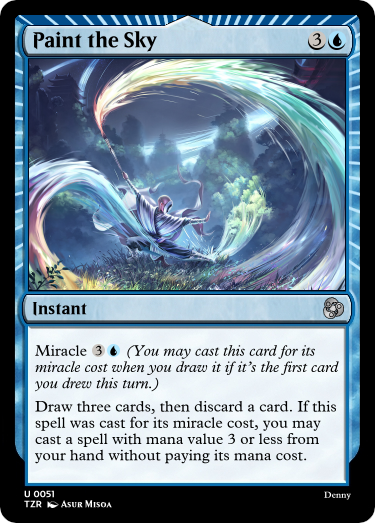 Paint the Sky 3
Instant
Miracle 3 (You may cast this card for its
miracle cost when you draw it if it's the first card
you drew this turn.)
Draw three cards, then discard a card. If this
spell was cast for its miracle cost, you may
cast a spell with mana value 3 or less from
your hand without paying its mana cost.
U 0051
TZR Asur Misoa Denny